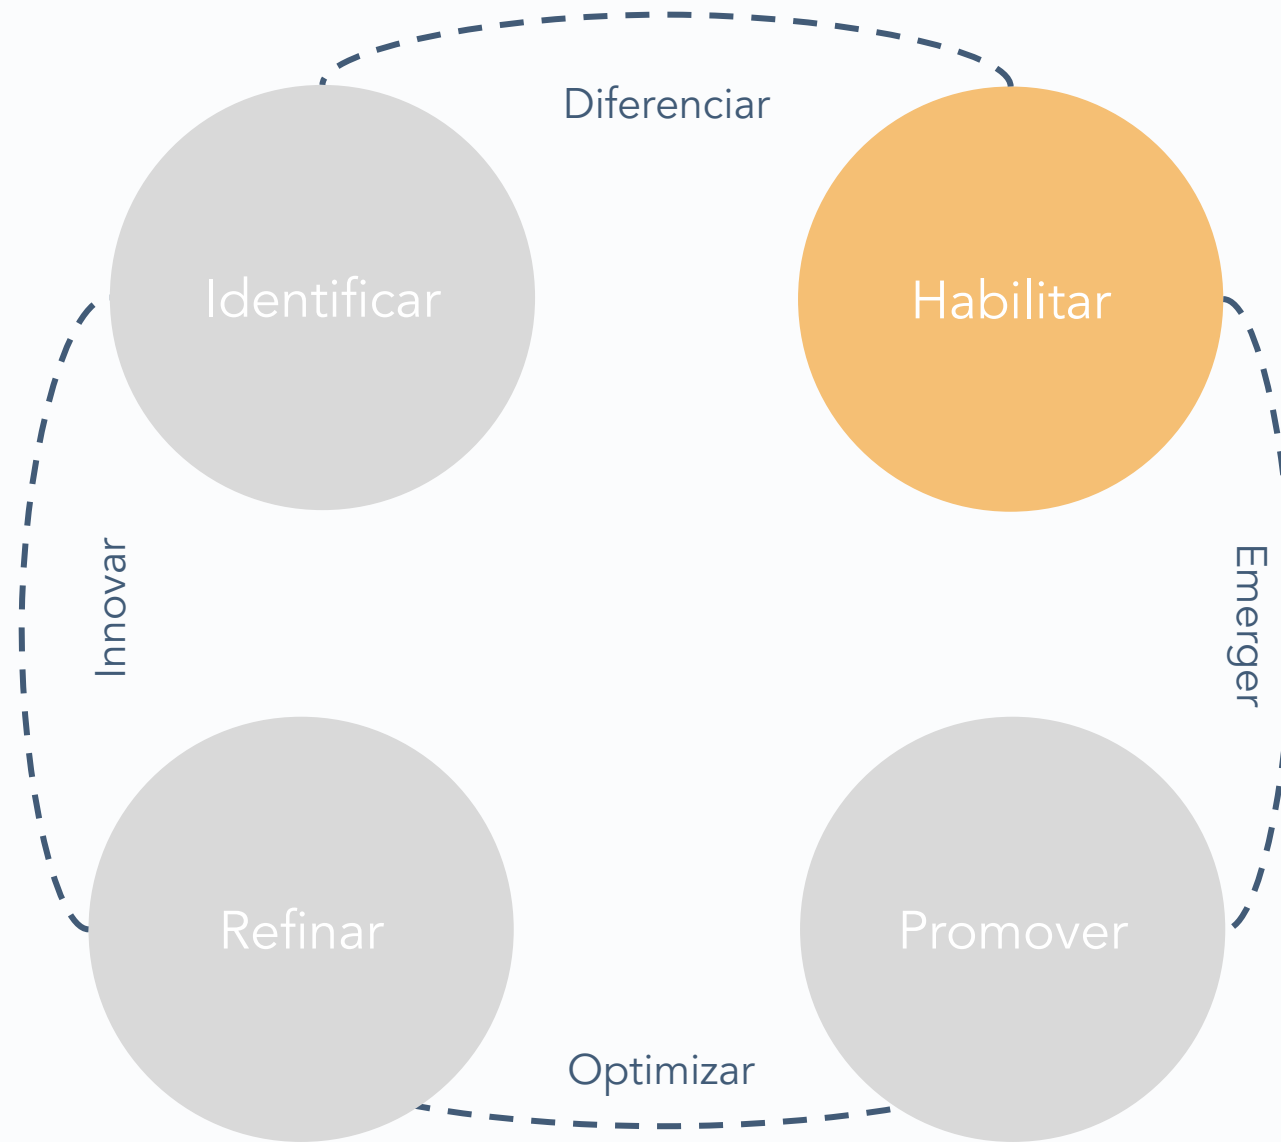 Diferenciar
Identificar
Habilitar
Innovar
Emerger
Refinar
Promover
Optimizar